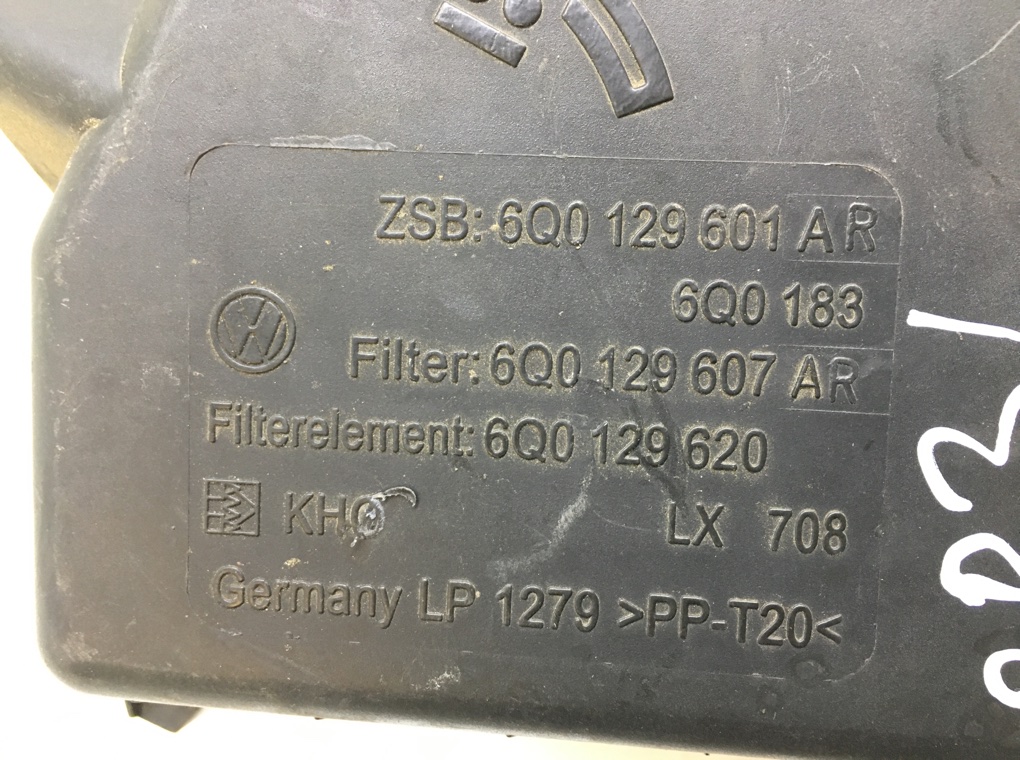 ZSB: 6Q0 129 601 AR
6Q0 183
Filter: 6Q0 129 607 AR
Filterelement: 6Q0 129 620
LX 708
Germany LP 1279 >PP-T20<